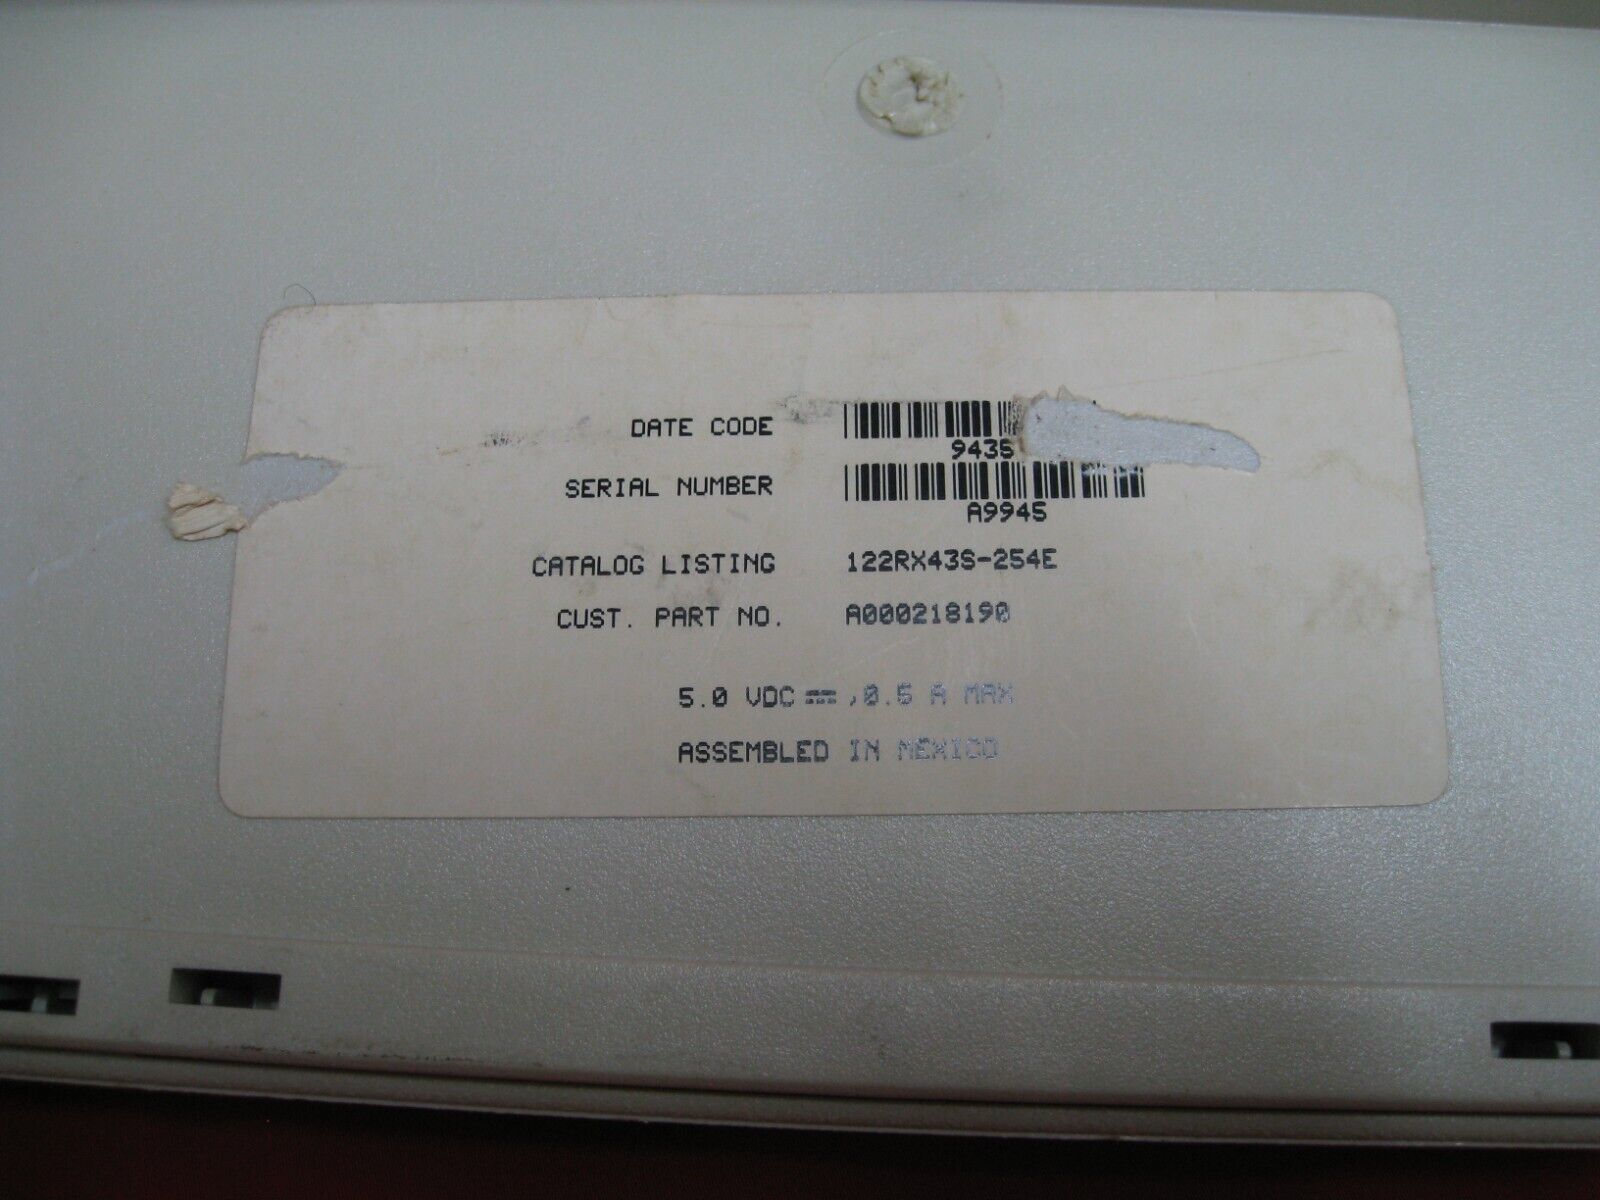 DATE CODE
9435
SERIAL NUMBER
A9945
CATALOG LISTING 122RX43S-254E
CUST. PART NO. A000218190
5.0 VDC ⎓ ,0.5 A MAX
ASSEMBLED IN MEXICO